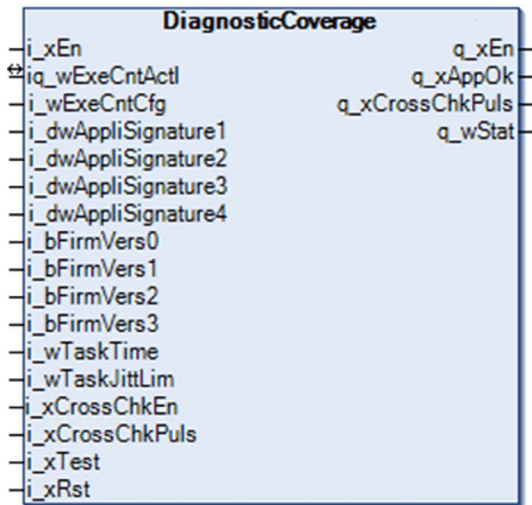 DiagnosticCoverage
i_xEn q_xEn
iq_wExeCntActl q_xAppOk
i_wExeCntCfg q_xCrossChkPuls
i_dwAppliSignature1 q_wStat
i_dwAppliSignature2
i_dwAppliSignature3
i_dwAppliSignature4
i_bFirmVers0
i_bFirmVers1
i_bFirmVers2
i_bFirmVers3
i_wTaskTime
i_wTaskJittLim
i_xCrossChkEn
i_xCrossChkPuls
i_xTest
i_xRst